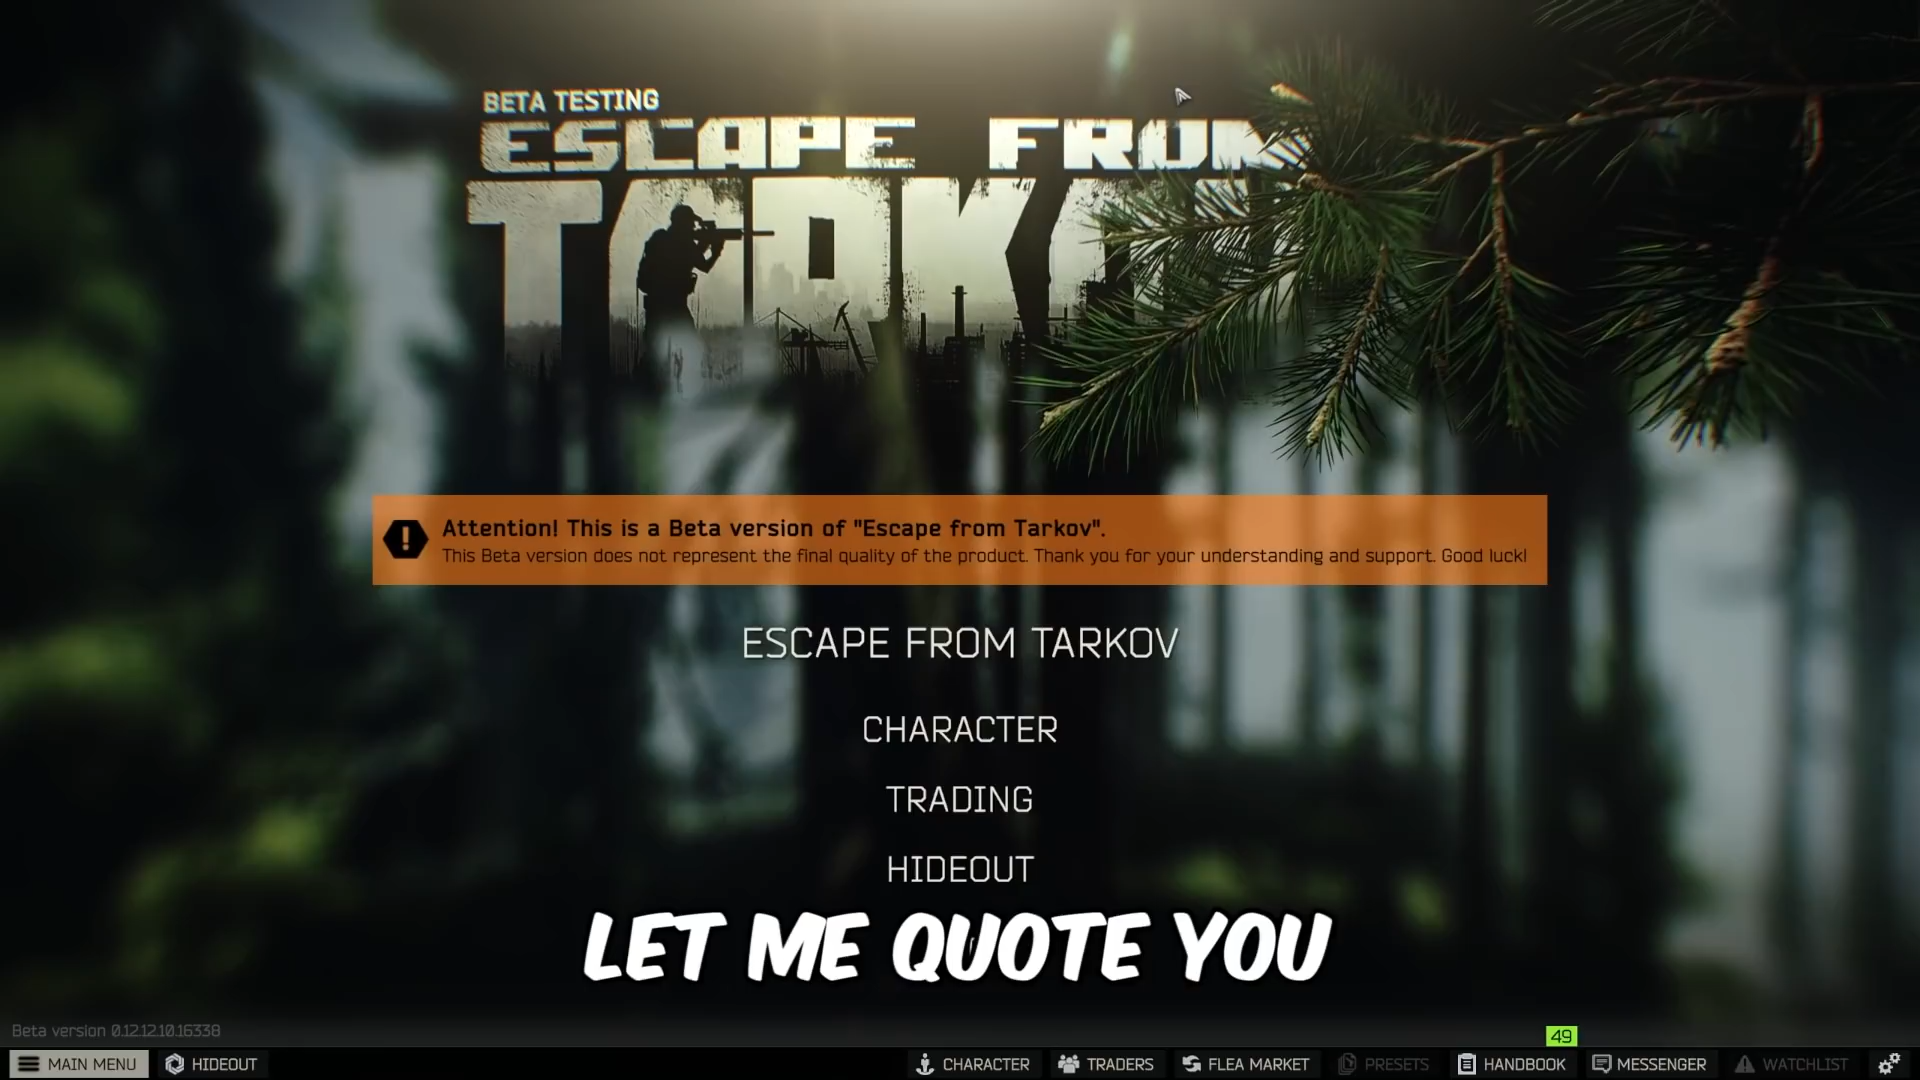 BETA TESTING
ESCAPE FROM
TARKOV
Attention! This is a Beta version of "Escape from Tarkov".
This Beta version does not represent the final quality of the product. Thank you for your understanding and support. Good luck!
ESCAPE FROM TARKOV
CHARACTER
TRADING
HIDEOUT
LET ME QUOTE YOU
Beta version 0.12.12.10.16338
49
MAIN MENU HIDEOUT CHARACTER TRADERS FLEA MARKET PRESETS HANDBOOK MESSENGER WATCHLIST